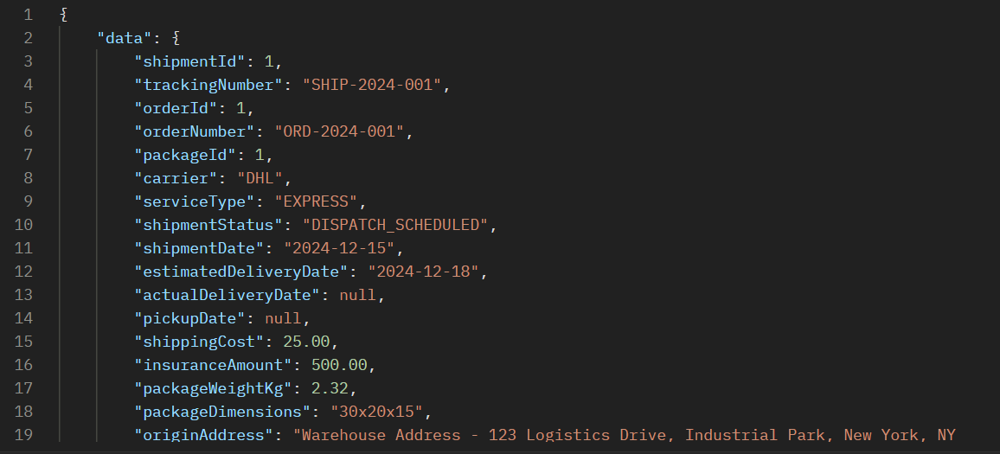 1 {
2 "data": {
3 "shipmentId": 1,
4 "trackingNumber": "SHIP-2024-001",
5 "orderId": 1,
6 "orderNumber": "ORD-2024-001",
7 "packageId": 1,
8 "carrier": "DHL",
9 "serviceType": "EXPRESS",
10 "shipmentStatus": "DISPATCH_SCHEDULED",
11 "shipmentDate": "2024-12-15",
12 "estimatedDeliveryDate": "2024-12-18",
13 "actualDeliveryDate": null,
14 "pickupDate": null,
15 "shippingCost": 25.00,
16 "insuranceAmount": 500.00,
17 "packageWeightKg": 2.32,
18 "packageDimensions": "30x20x15",
19 "originAddress": "Warehouse Address - 123 Logistics Drive, Industrial Park, New York, NY